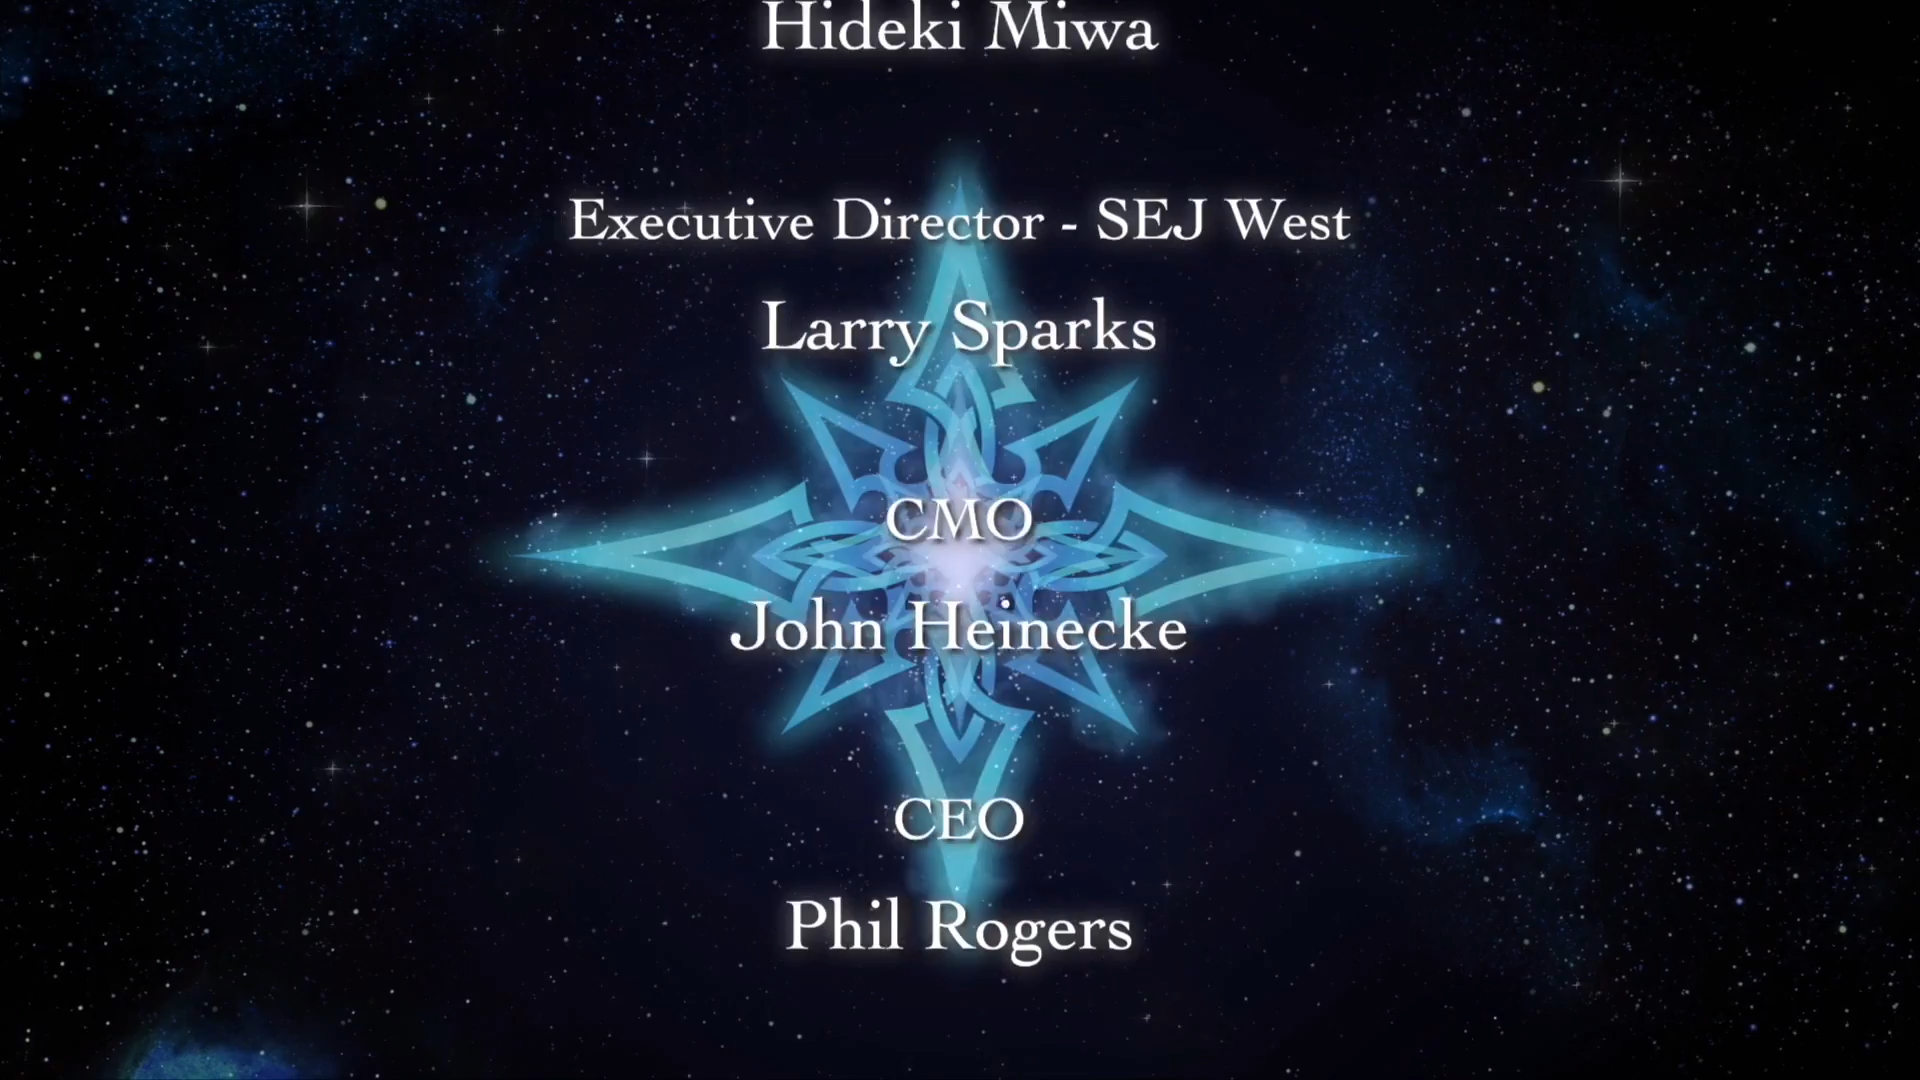 Hideki Miwa
Executive Director - SEJ West
Larry Sparks
CMO
John Heinecke
CEO
Phil Rogers